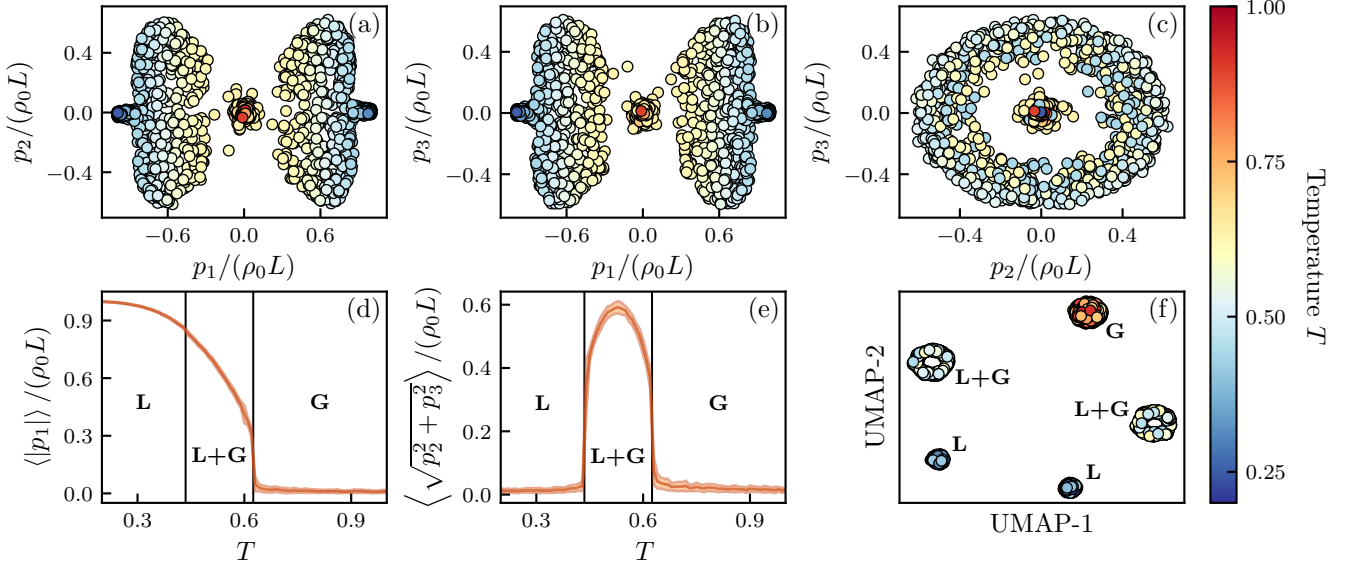 (a)
p₂/(ρ₀L)
0.4
0.0
−0.4
−0.6 0.0 0.6
p₁/(ρ₀L)
(b)
p₃/(ρ₀L)
0.4
0.0
−0.4
−0.6 0.0 0.6
p₁/(ρ₀L)
(c)
p₃/(ρ₀L)
0.4
0.0
−0.4
−0.4 0.0 0.4
p₂/(ρ₀L)
1.00
0.75
0.50
0.25
Temperature T
(d)
⟨|p₁|⟩/(ρ₀L)
0.9
0.6
0.3
0.0
L
L+G
G
0.3 0.6 0.9
T
(e)
⟨√(p₂² + p₃²)⟩/(ρ₀L)
0.6
0.4
0.2
0.0
L
L+G
G
0.3 0.6 0.9
T
(f)
UMAP-2
G
L+G
L+G
L
L
UMAP-1